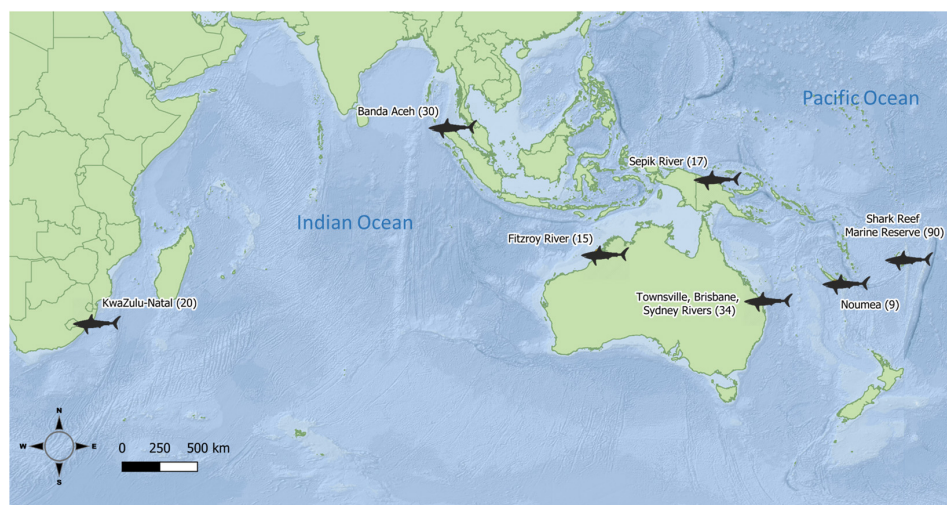 Pacific Ocean
Banda Aceh (30)
Sepik River (17)
Indian Ocean
Shark Reef
Marine Reserve (90)
Fitzroy River (15)
KwaZulu-Natal (20)
Townsville, Brisbane,
Sydney Rivers (34)
Noumea (9)
N
W E
S
0 250 500 km